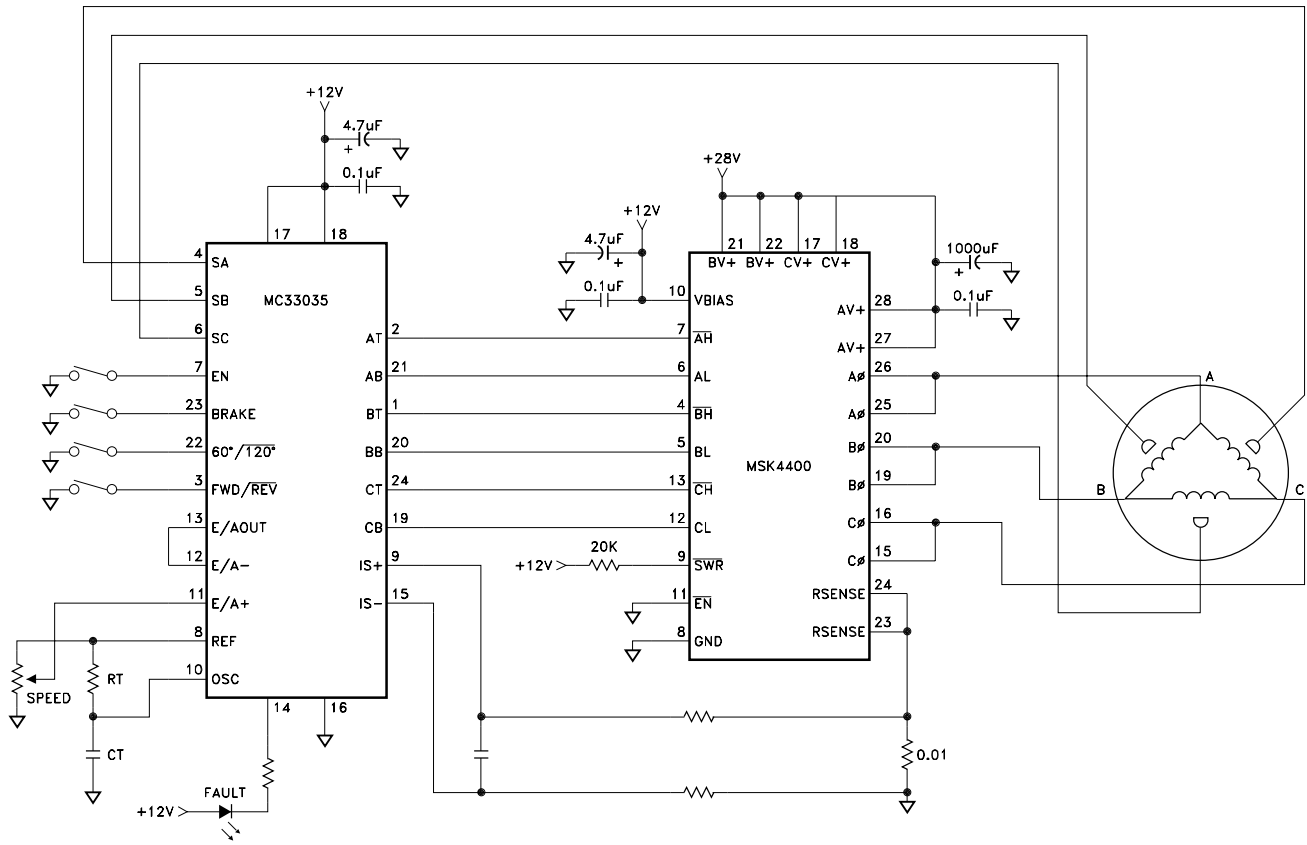 +12V
4.7uF
+
0.1uF
17 18
4 SA
5 SB
6 SC
7 EN
23 BRAKE
22 60°/120°
3 FWD/REV
13 E/AOUT
12 E/A-
11 E/A+
8 REF
10 OSC
MC33035
AT 2
AB 21
BT 1
BB 20
CT 24
CB 19
IS+ 9
IS- 15
14 16
SPEED
RT
CT
FAULT
+12V
+12V
4.7uF
+
0.1uF
+28V
21 22 17 18
BV+ BV+ CV+ CV+
10 VBIAS
7 AH
6 AL
4 BH
5 BL
13 CH
12 CL
20K
+12V
9 SWR
11 EN
8 GND
MSK4400
AV+ 28
AV+ 27
AØ 26
AØ 25
BØ 20
BØ 19
CØ 16
CØ 15
RSENSE 24
RSENSE 23
1000uF
+
0.1uF
A
B
C
0.01